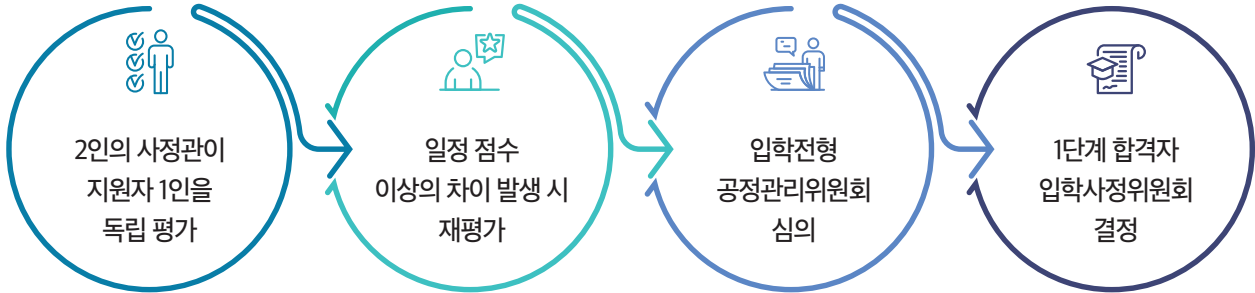 2인의 사정관이
지원자 1인을
독립 평가
일정 점수
이상의 차이 발생 시
재평가
입학전형
공정관리위원회
심의
1단계 합격자
입학사정위원회
결정